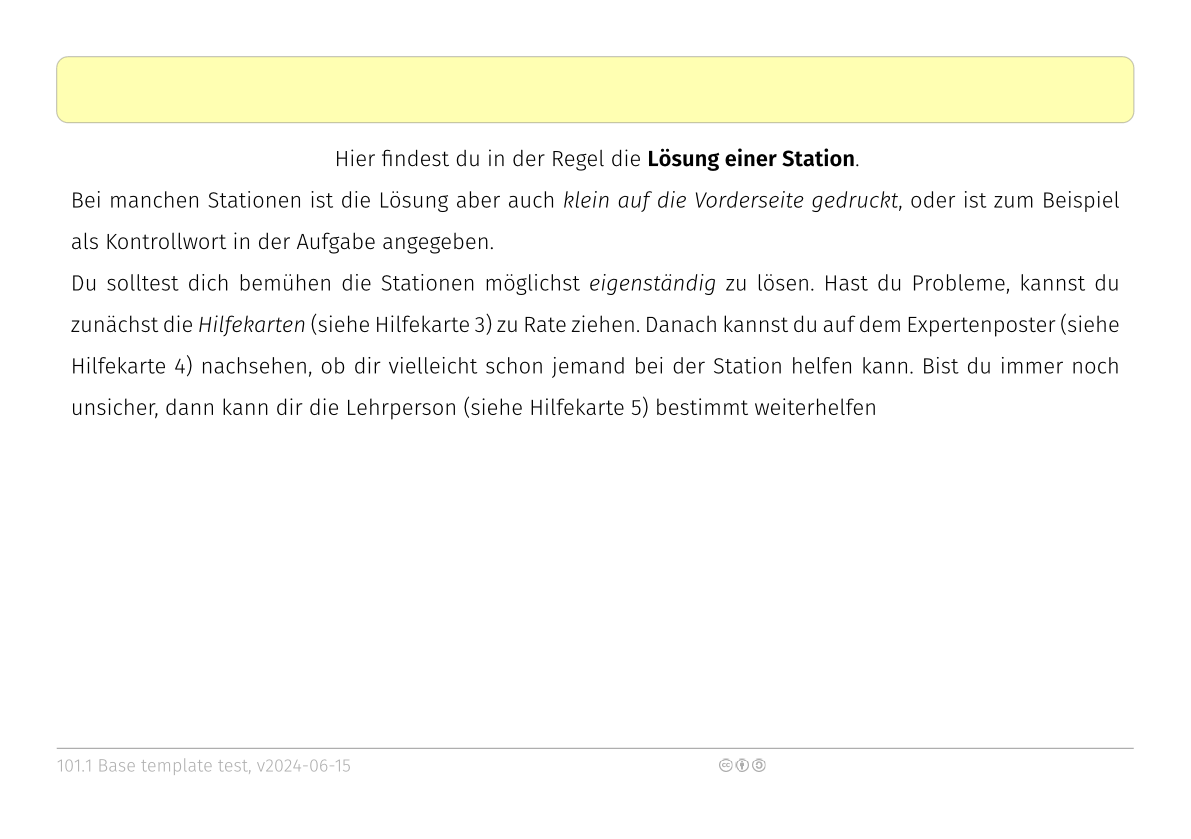 Hier findest du in der Regel die Lösung einer Station.
Bei manchen Stationen ist die Lösung aber auch klein auf die Vorderseite gedruckt, oder ist zum Beispiel
als Kontrollwort in der Aufgabe angegeben.
Du solltest dich bemühen die Stationen möglichst eigenständig zu lösen. Hast du Probleme, kannst du
zunächst die Hilfekarten (siehe Hilfekarte 3) zu Rate ziehen. Danach kannst du auf dem Expertenposter (siehe
Hilfekarte 4) nachsehen, ob dir vielleicht schon jemand bei der Station helfen kann. Bist du immer noch
unsicher, dann kann dir die Lehrperson (siehe Hilfekarte 5) bestimmt weiterhelfen
101.1 Base template test, v2024-06-15